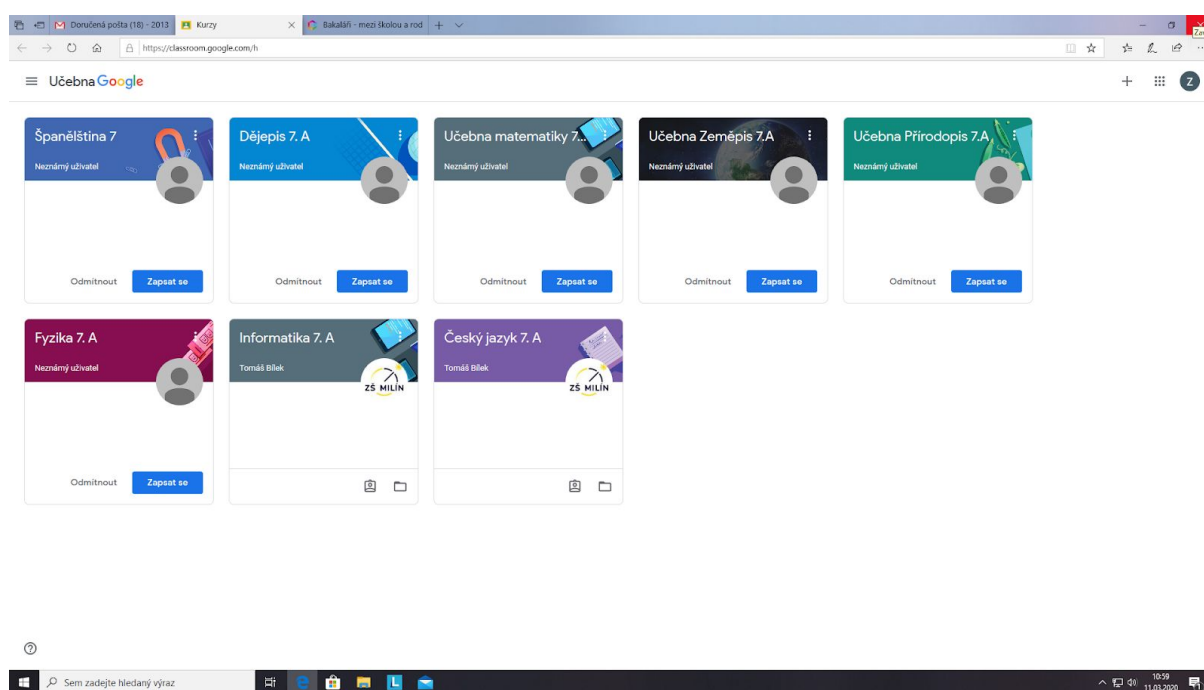 Doručená pošta (18) - 2013
Kurzy
Bakaláři - mezi školou a rod
https://classroom.google.com/h
Učebna Google
Z
Španělština 7
Neznámý uživatel
Odmítnout
Zapsat se
Dějepis 7. A
Neznámý uživatel
Odmítnout
Zapsat se
Učebna matematiky 7...
Neznámý uživatel
Odmítnout
Zapsat se
Učebna Zeměpis 7.A
Neznámý uživatel
Odmítnout
Zapsat se
Učebna Přírodopis 7.A
Neznámý uživatel
Odmítnout
Zapsat se
Fyzika 7. A
Neznámý uživatel
Odmítnout
Zapsat se
Informatika 7. A
Tomáš Bílek
ZŠ MILÍN
Český jazyk 7. A
Tomáš Bílek
ZŠ MILÍN
Sem zadejte hledaný výraz
10:59
11.03.2020